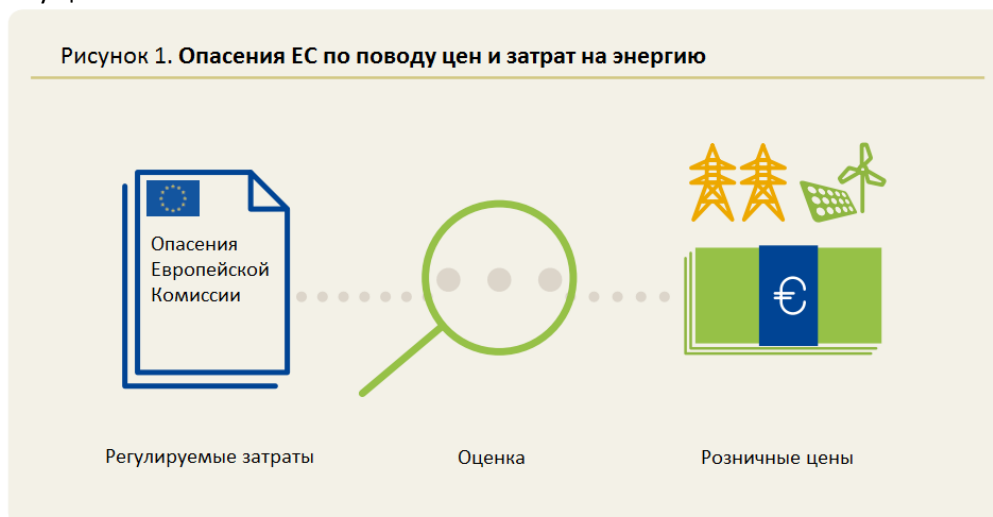 Рисунок 1. Опасения ЕС по поводу цен и затрат на энергию
Опасения
Европейской
Комиссии
€
Регулируемые затраты
Оценка
Розничные цены